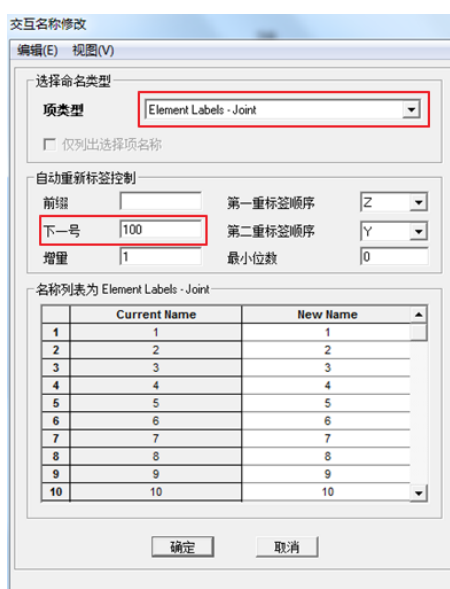 交互名称修改
编辑(E) 视图(V)
选择命名类型
项类型 Element Labels - Joint
仅列出选择项名称
自动重新标签控制
前缀 第一重标签顺序 Z
下一号 100 第二重标签顺序 Y
增量 1 最小位数 0
名称列表为 Element Labels - Joint
Current Name New Name
1 1 1
2 2 2
3 3 3
4 4 4
5 5 5
6 6 6
7 7 7
8 8 8
9 9 9
10 10 10
确定 取消